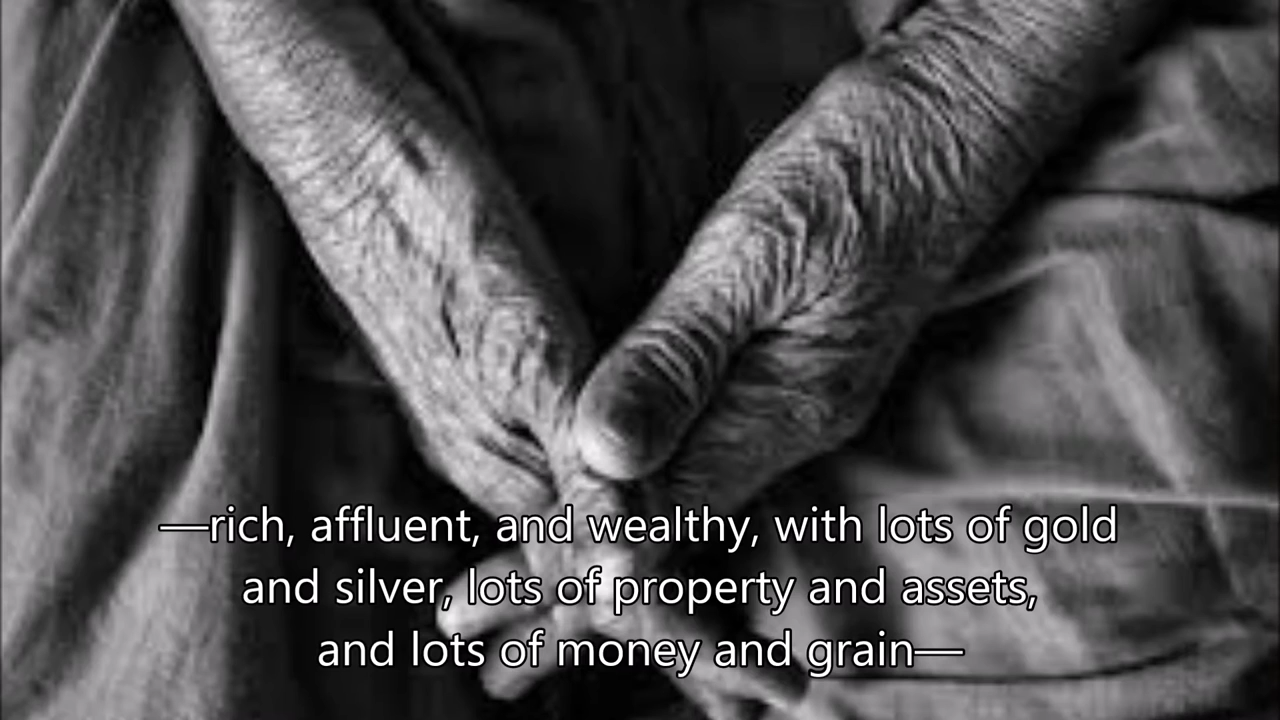 —rich, affluent, and wealthy, with lots of gold
and silver, lots of property and assets,
and lots of money and grain—